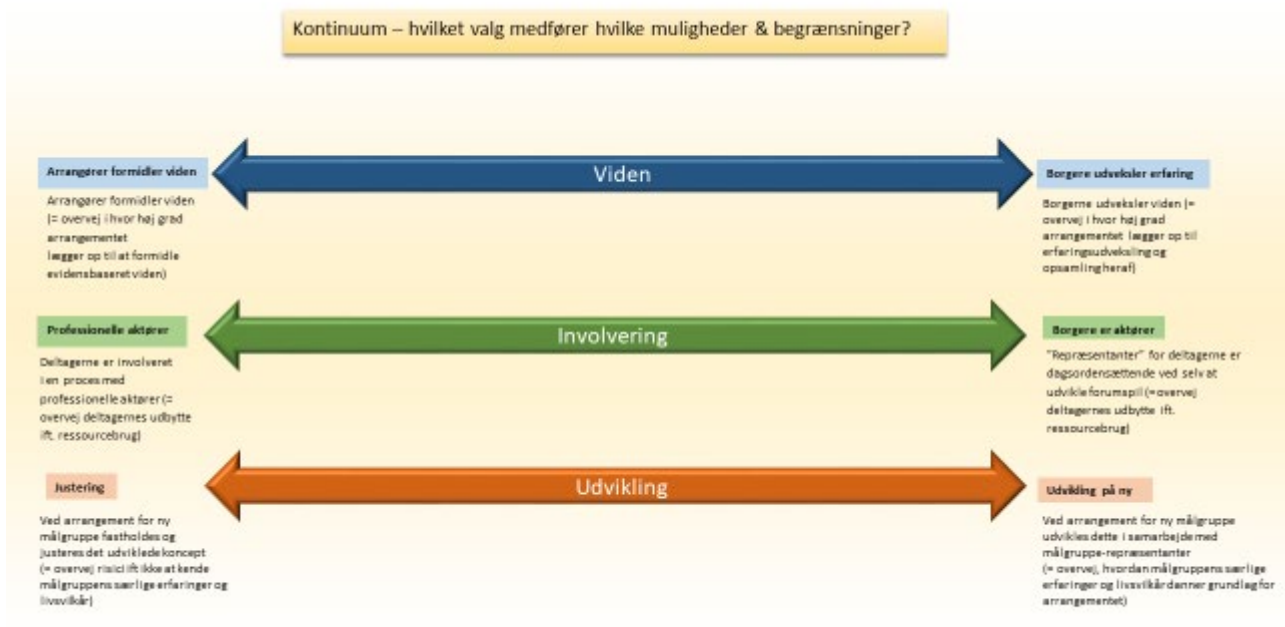 Kontinuum – hvilket valg medfører hvilke muligheder & begrænsninger?
Arrangører formidler viden
Viden
Borgere udveksler erfaring
Arrangører formidler viden
(= overvej i hvor høj grad
arrangementet
lægger op til at formidle
evidensbaseret viden)
Borgerne udveksler viden (=
overvej i hvor høj grad
arrangementet lægger op til
erfaringsudveksling og
opsamling heraf)
Professionelle aktører
Involvering
Borgere er aktører
Deltagerne er involveret
i en proces med
professionelle aktører (=
overvej deltagernes udbytte
ift. ressourcebrug)
"Repræsentanter" for deltagerne er
dagsordensættende ved selv at
udvikle forumspil (=overvej
deltagernes udbytte ift.
ressourcebrug)
Justering
Udvikling
Udvikling på ny
Ved arrangement for ny
målgruppe fastholdes og
justeres det udviklede koncept
(= overvej risici ift ikke at kende
målgruppens særlige erfaringer og
livsvilkår)
Ved arrangement for ny målgruppe
udvikles dette i samarbejde med
målgruppe-repræsentanter
(= overvej, hvordan målgruppens særlige
erfaringer og livsvilkår danner grundlag for
arrangementet)